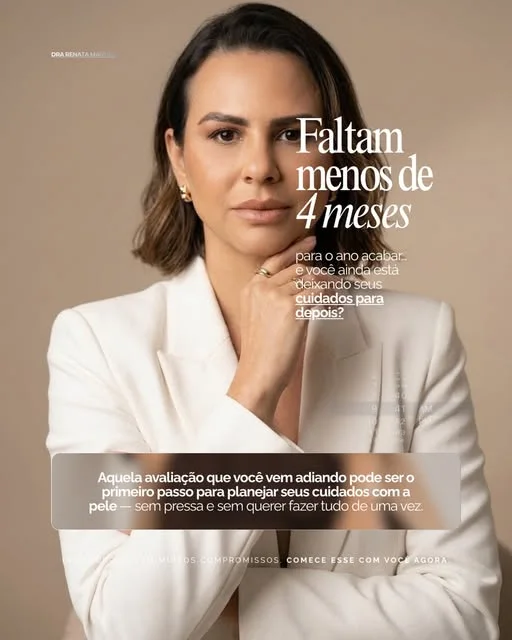 DRA RENATA
Faltam
menos de
4 meses
para o ano acabar..
e você ainda está
deixando seus
cuidados para
depois?
41 AM
Aquela avaliação que você vem adiando pode ser o
primeiro passo para planejar seus cuidados com a
pele — sem pressa e sem querer fazer tudo de uma vez.
COMPROMISSOS. COMECE ESSE COM VOCÊ AGORA